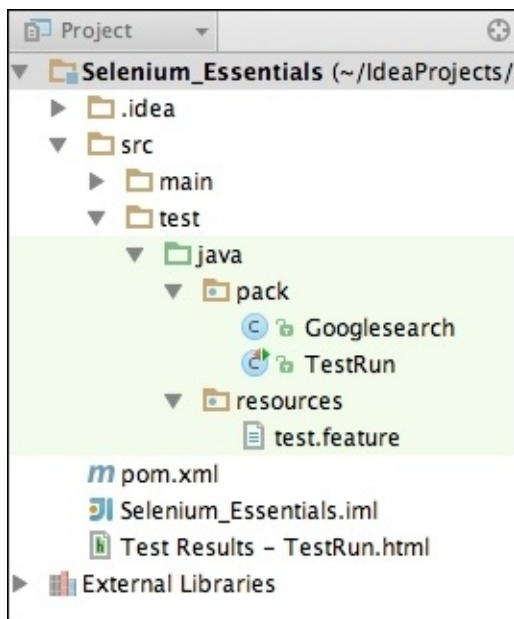 Project
Selenium_Essentials (~/IdeaProjects/
.idea
src
main
test
java
pack
Googlesearch
TestRun
resources
test.feature
pom.xml
Selenium_Essentials.iml
Test Results – TestRun.html
External Libraries